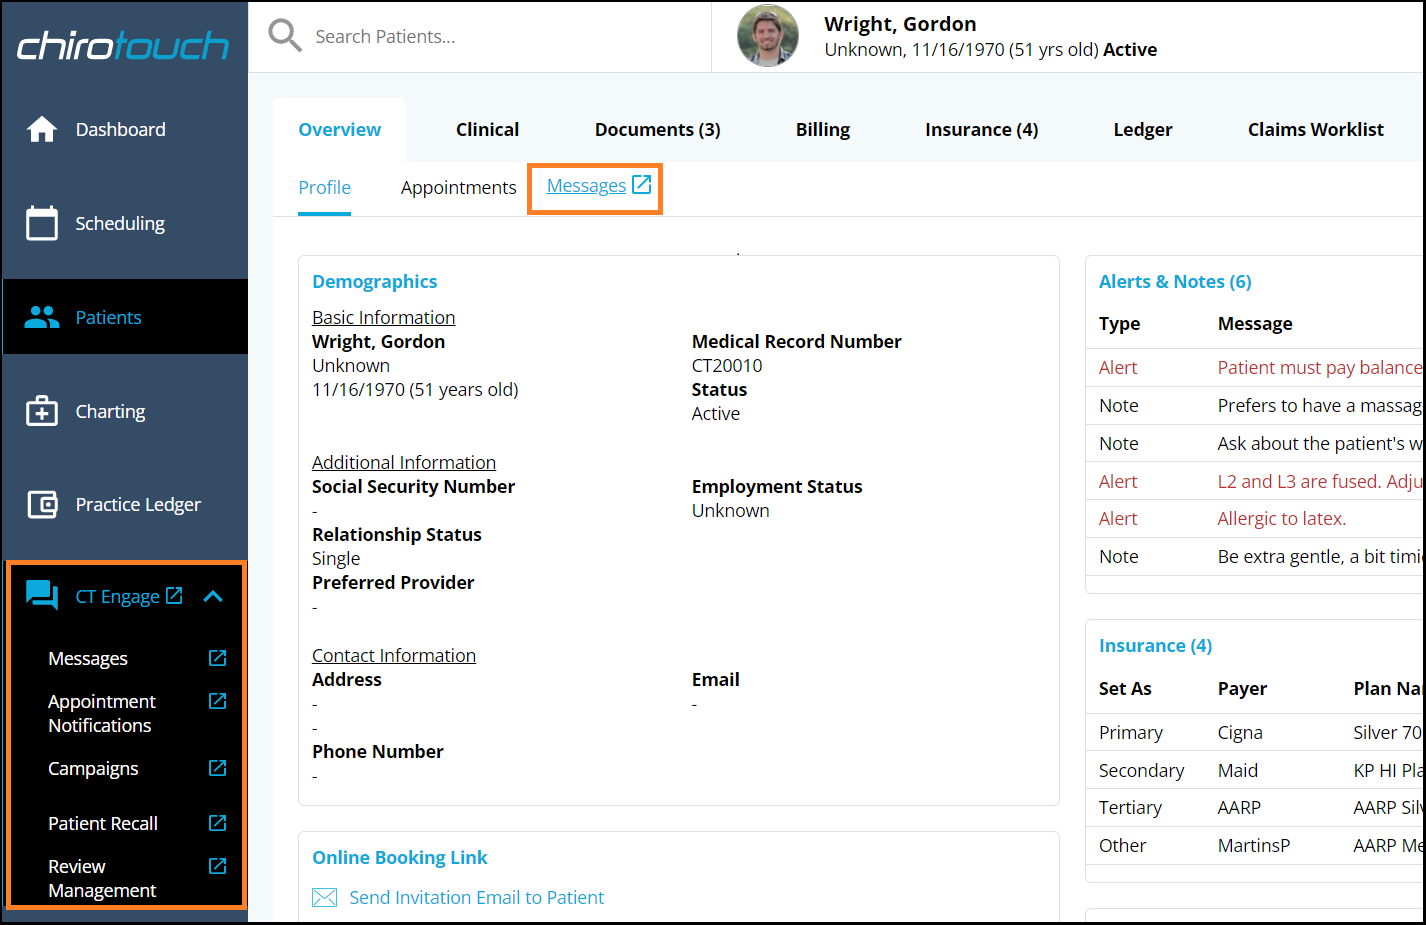 chirotouch
Search Patients...
Wright, Gordon
Unknown, 11/16/1970 (51 yrs old) Active
Dashboard
Scheduling
Patients
Charting
Practice Ledger
CT Engage
Messages
Appointment
Notifications
Campaigns
Patient Recall
Review
Management
Overview Clinical Documents (3) Billing Insurance (4) Ledger Claims Worklist
Profile Appointments Messages
Demographics
Basic Information
Wright, Gordon
Unknown
11/16/1970 (51 years old)
Medical Record Number
CT20010
Status
Active
Additional Information
Social Security Number
-
Relationship Status
Single
Preferred Provider
-
Employment Status
Unknown
Contact Information
Address
-
-
Phone Number
-
Email
-
Online Booking Link
Send Invitation Email to Patient
Alerts & Notes (6)
Type Message
Alert Patient must pay balance
Note Prefers to have a massag
Note Ask about the patient's w
Alert L2 and L3 are fused. Adju
Alert Allergic to latex.
Note Be extra gentle, a bit timi
Insurance (4)
Set As Payer Plan Na
Primary Cigna Silver 70
Secondary Maid KP HI Pla
Tertiary AARP AARP Silv
Other MartinsP AARP Me